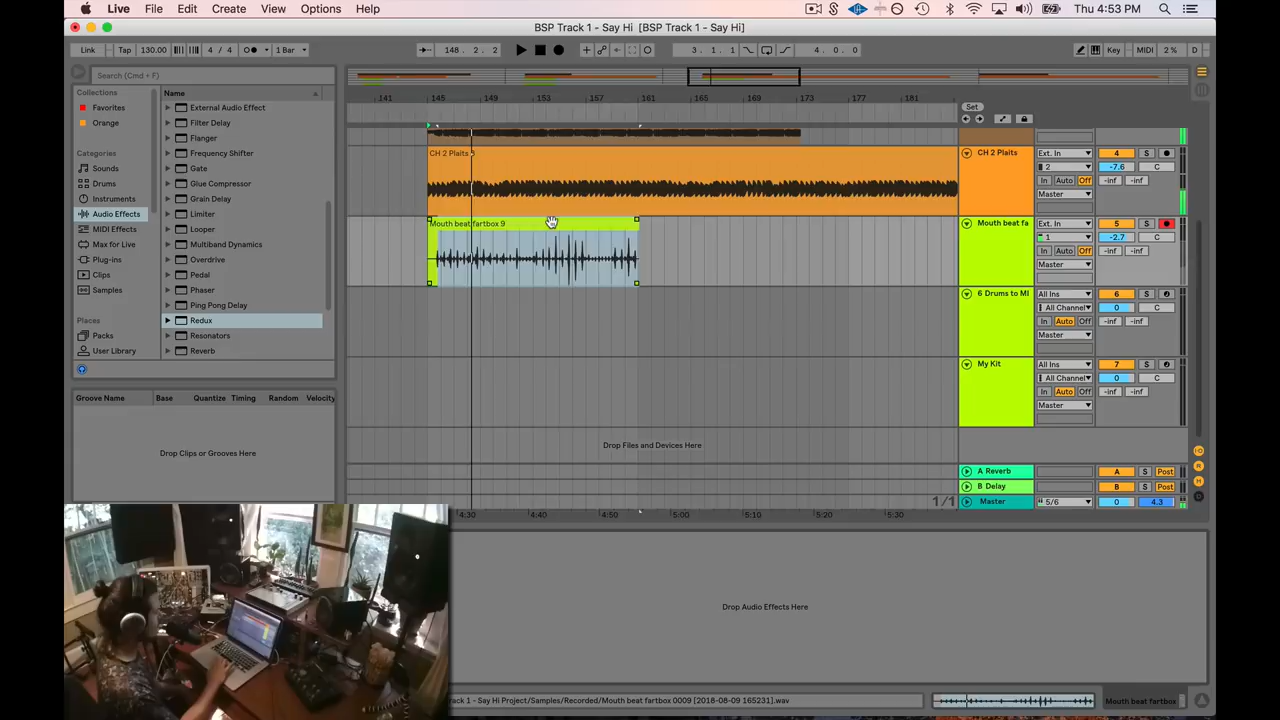 Live File Edit Create View Options Help Thu 4:53 PM
BSP Track 1 - Say Hi [BSP Track 1 - Say Hi]
Link Tap 130.00 4 / 4 1 Bar 148. 2. 2 3. 1. 1 4. 0. 0 Key MIDI 2 % D
Search (Cmd + F)
Collections
Favorites
Orange
Categories
Sounds
Drums
Instruments
Audio Effects
MIDI Effects
Max for Live
Plug-ins
Clips
Samples
Places
Packs
User Library
Name
External Audio Effect
Filter Delay
Flanger
Frequency Shifter
Gate
Glue Compressor
Grain Delay
Limiter
Looper
Multiband Dynamics
Overdrive
Pedal
Phaser
Ping Pong Delay
Redux
Resonators
Reverb
Groove Name Base Quantize Timing Random Velocity
Drop Clips or Grooves Here
141 145 149 153 157 161 165 169 173 177 181
Set
CH 2 Plaits
CH 2 Plaits Ext. In 4 S
2 -7.6 C
In Auto Off -inf -inf
Master
Mouth beat fartbox 9
Mouth beat fa Ext. In 5 S
1 -2.7 C
In Auto Off -inf -inf
Master
6 Drums to MI All Ins 6 S
All Channel 0 C
In Auto Off -inf -inf
Master
My Kit All Ins 7 S
All Channel 0 C
In Auto Off -inf -inf
Master
Drop Files and Devices Here
A Reverb A S Post
B Delay B S Post
1/1 Master 5/6 0 4.3
4:30 4:40 4:50 5:00 5:10 5:20 5:30
Drop Audio Effects Here
track 1 - Say Hi Project/Samples/Recorded/Mouth beat fartbox 0009 [2018-08-09 165231].wav
Mouth beat fartbox